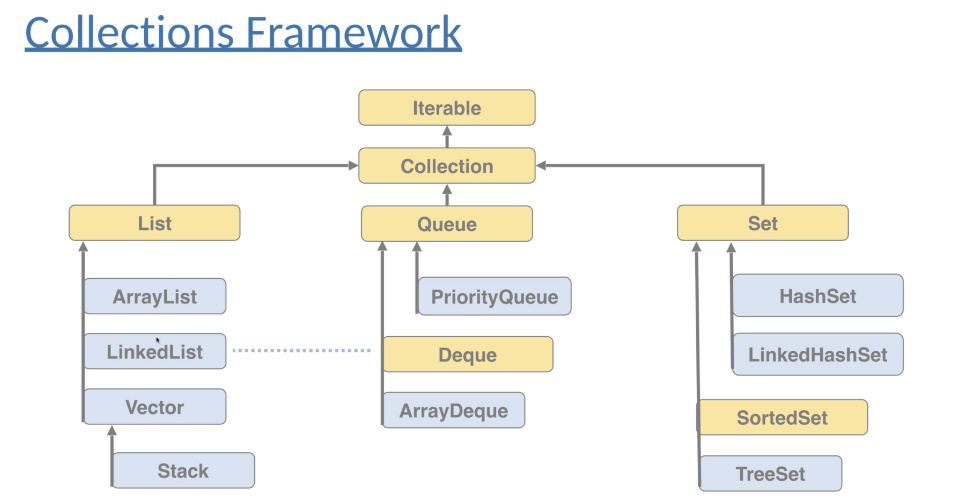 Collections Framework
Iterable
Collection
List
Queue
Set
ArrayList
LinkedList
Vector
Stack
PriorityQueue
Deque
ArrayDeque
HashSet
LinkedHashSet
SortedSet
TreeSet